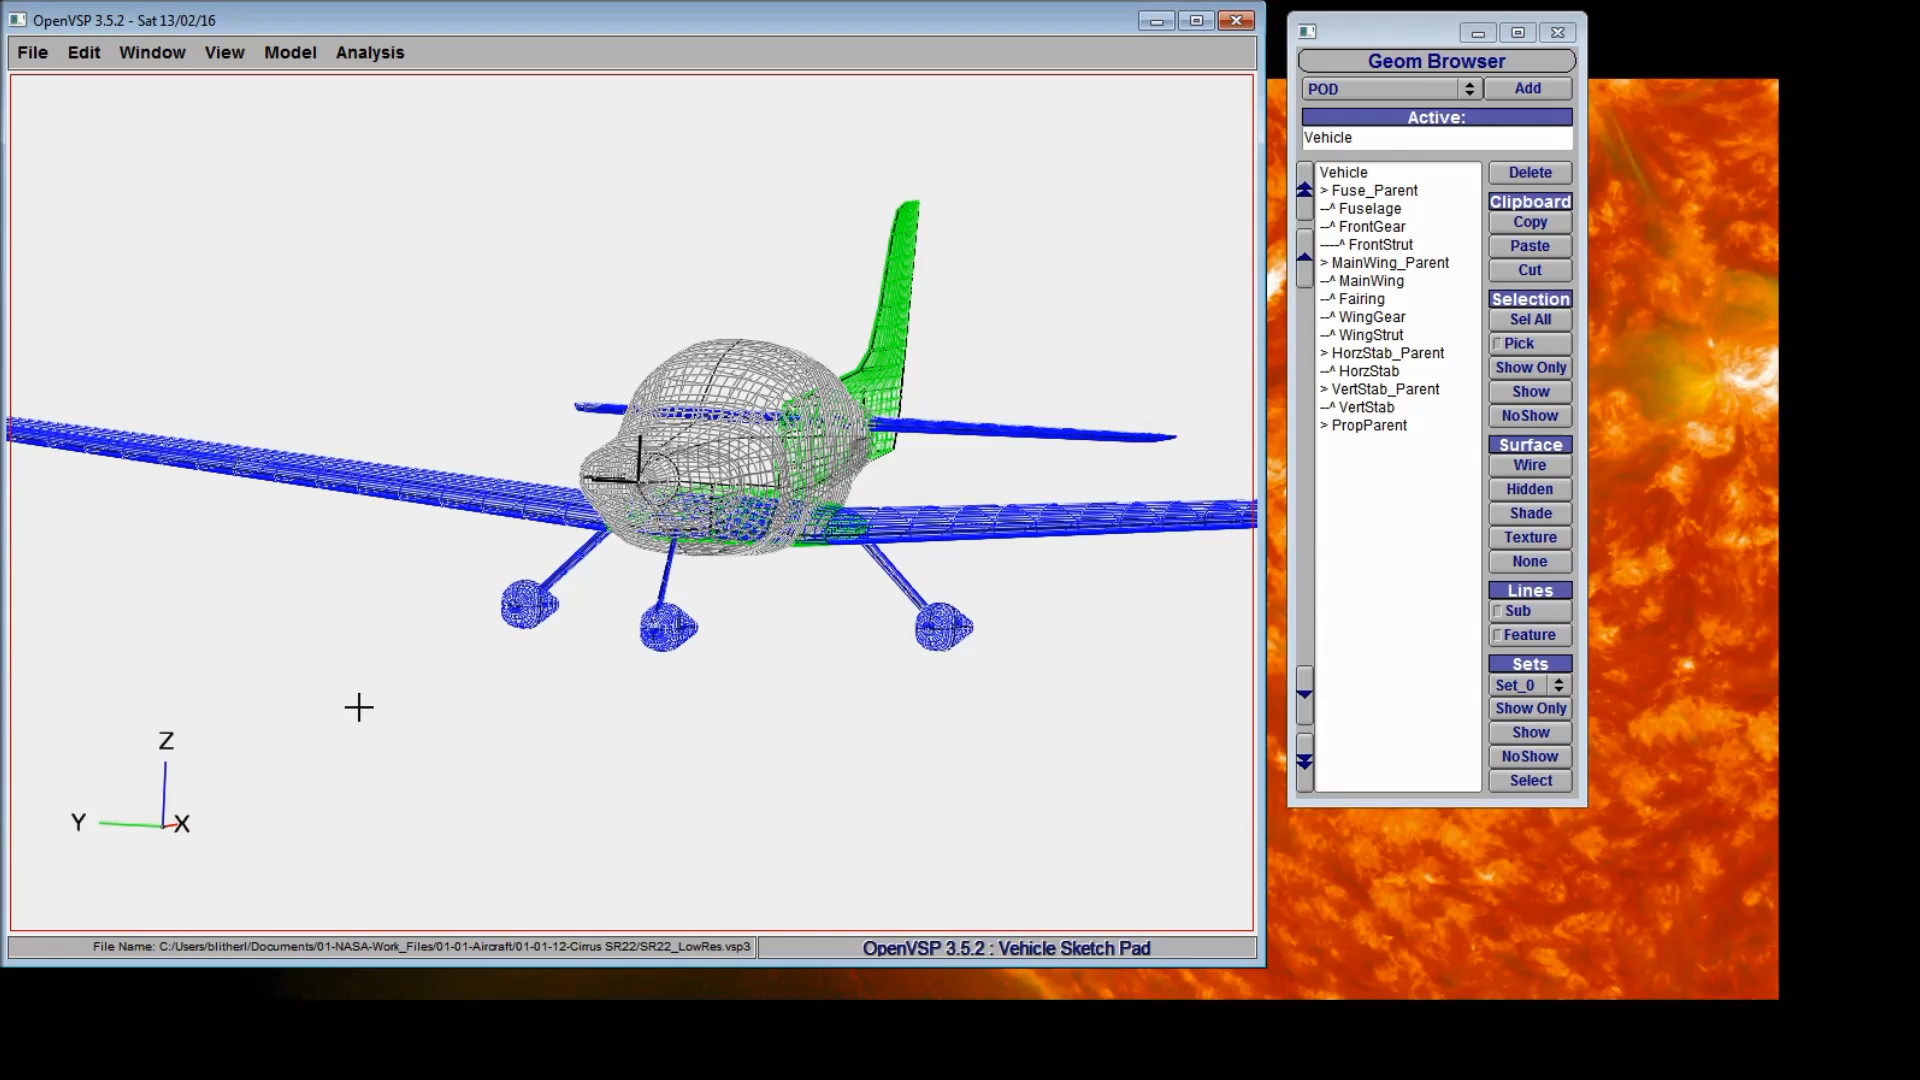 OpenVSP 3.5.2 - Sat 13/02/16
File Edit Window View Model Analysis
Z
Y
X
File Name: C:/Users/blitherl/Documents/01-NASA-Work_Files/01-01-Aircraft/01-01-12-Cirrus SR22/SR22_LowRes.vsp3
OpenVSP 3.5.2 : Vehicle Sketch Pad
Geom Browser
POD
Add
Active:
Vehicle
Vehicle
> Fuse_Parent
--^ Fuselage
--^ FrontGear
----^ FrontStrut
> MainWing_Parent
--^ MainWing
--^ Fairing
--^ WingGear
--^ WingStrut
> HorzStab_Parent
--^ HorzStab
> VertStab_Parent
--^ VertStab
> PropParent
Delete
Clipboard
Copy
Paste
Cut
Selection
Sel All
Pick
Show Only
Show
NoShow
Surface
Wire
Hidden
Shade
Texture
None
Lines
Sub
Feature
Sets
Set_0
Show Only
Show
NoShow
Select